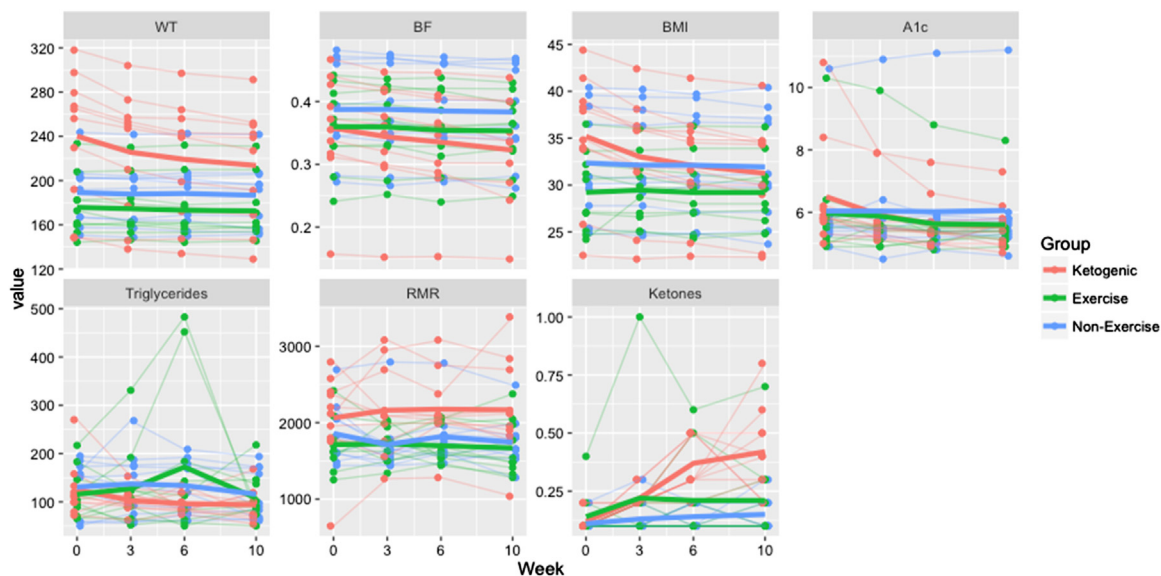 WT BF BMI A1c
320 0.4 45 10
280 0.3 40 8
240 0.2 35 6
200 30
160 25
120
Group
Ketogenic
Exercise
Non-Exercise
value
Triglycerides RMR Ketones
500 3000 1.00
400 2000 0.75
300 1000 0.50
200 0.25
100
0 3 6 10 0 3 6 10 0 3 6 10
Week